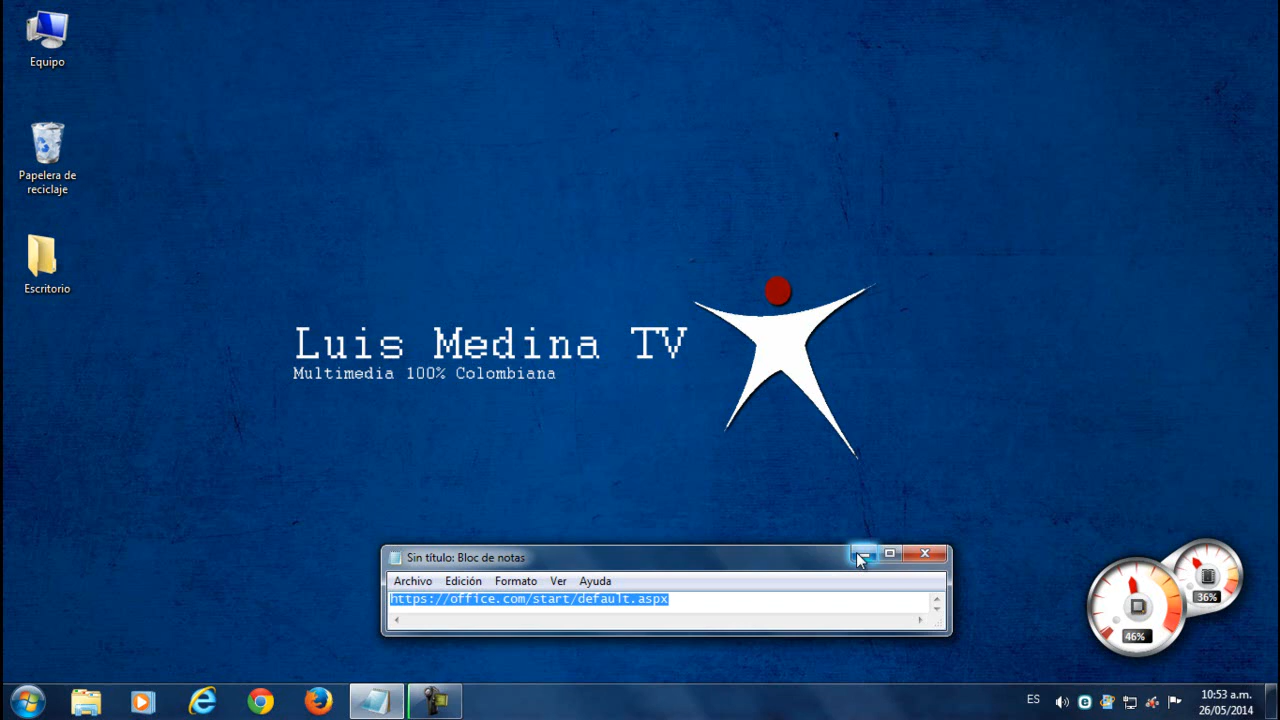 Equipo
Papelera de
reciclaje
Escritorio
Luis Medina TV
Multimedia 100% Colombiana
Sin título: Bloc de notas
Archivo Edición Formato Ver Ayuda
https://office.com/start/default.aspx
36%
46%
ES
10:53 a.m.
26/05/2014